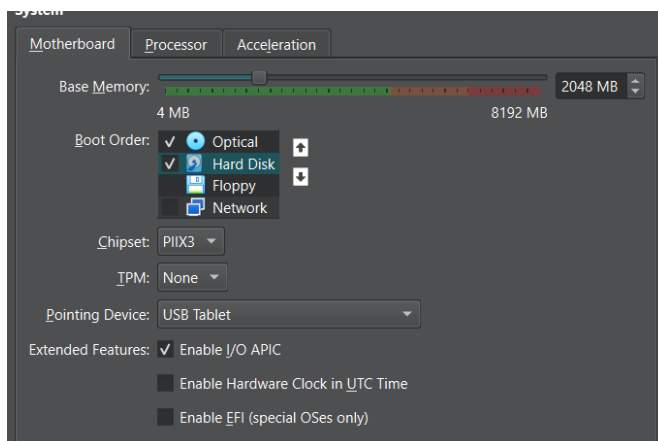 System
Motherboard Processor Acceleration
Base Memory: 2048 MB
4 MB 8192 MB
Boot Order: Optical
Hard Disk
Floppy
Network
Chipset: PIIX3
TPM: None
Pointing Device: USB Tablet
Extended Features: Enable I/O APIC
Enable Hardware Clock in UTC Time
Enable EFI (special OSes only)